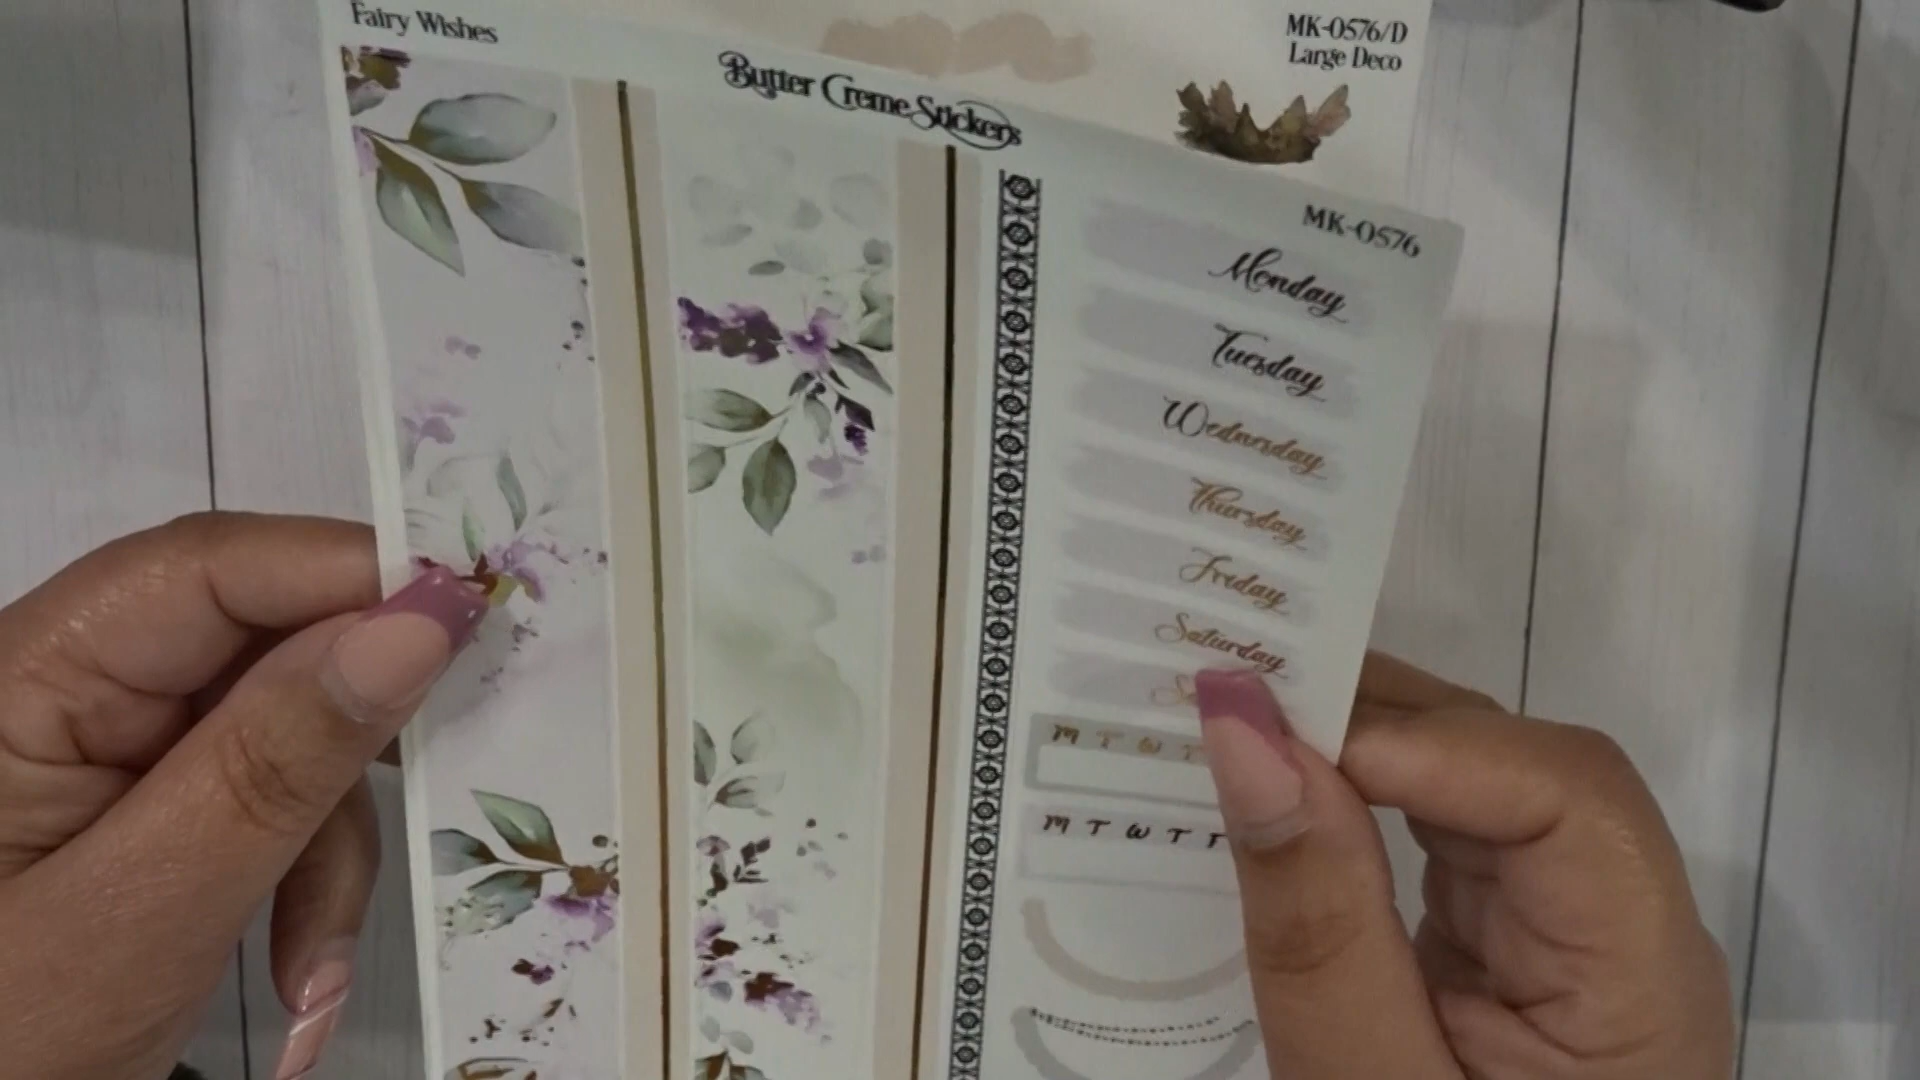 Fairy Wishes
MK-0576/D
Large Deco
Butter Creme Stickers
MK-0576
Monday
Tuesday
Wednesday
Thursday
Friday
Saturday
M T W T
M T W T F